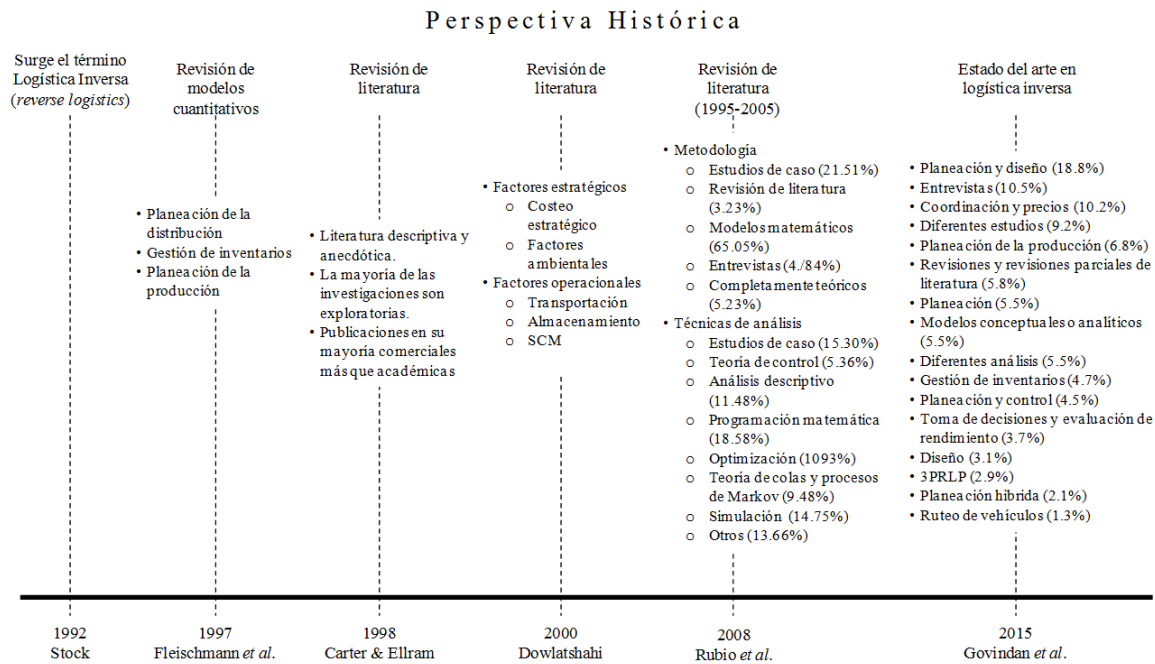 Perspectiva Histórica
Surge el término
Logística Inversa
(reverse logistics)
Revisión de
modelos
cuantitativos
Revisión de
literatura
Revisión de
literatura
Revisión de
literatura
(1995-2005)
Estado del arte en
logística inversa
• Planeación de la
distribución
• Gestión de inventarios
• Planeación de la
producción
• Literatura descriptiva y
anecdótica.
• La mayoría de las
investigaciones son
exploratorias.
• Publicaciones en su
mayoría comerciales
más que académicas
• Factores estratégicos
o Costeo
estratégico
o Factores
ambientales
• Factores operacionales
o Transportación
o Almacenamiento
o SCM
• Metodología
o Estudios de caso (21.51%)
o Revisión de literatura
(3.23%)
o Modelos matemáticos
(65.05%)
o Entrevistas (4./84%)
o Completamente teóricos
(5.23%)
• Técnicas de análisis
o Estudios de caso (15.30%)
o Teoría de control (5.36%)
o Análisis descriptivo
(11.48%)
o Programación matemática
(18.58%)
o Optimización (1093%)
o Teoría de colas y procesos
de Markov (9.48%)
o Simulación (14.75%)
o Otros (13.66%)
• Planeación y diseño (18.8%)
• Entrevistas (10.5%)
• Coordinación y precios (10.2%)
• Diferentes estudios (9.2%)
• Planeación de la producción (6.8%)
• Revisiones y revisiones parciales de
literatura (5.8%)
• Planeación (5.5%)
• Modelos conceptuales o analíticos
(5.5%)
• Diferentes análisis (5.5%)
• Gestión de inventarios (4.7%)
• Planeación y control (4.5%)
• Toma de decisiones y evaluación de
rendimiento (3.7%)
• Diseño (3.1%)
• 3PRLP (2.9%)
• Planeación hibrida (2.1%)
• Ruteo de vehículos (1.3%)
1992
Stock
1997
Fleischmann et al.
1998
Carter & Ellram
2000
Dowlatshahi
2008
Rubio et al.
2015
Govindan et al.